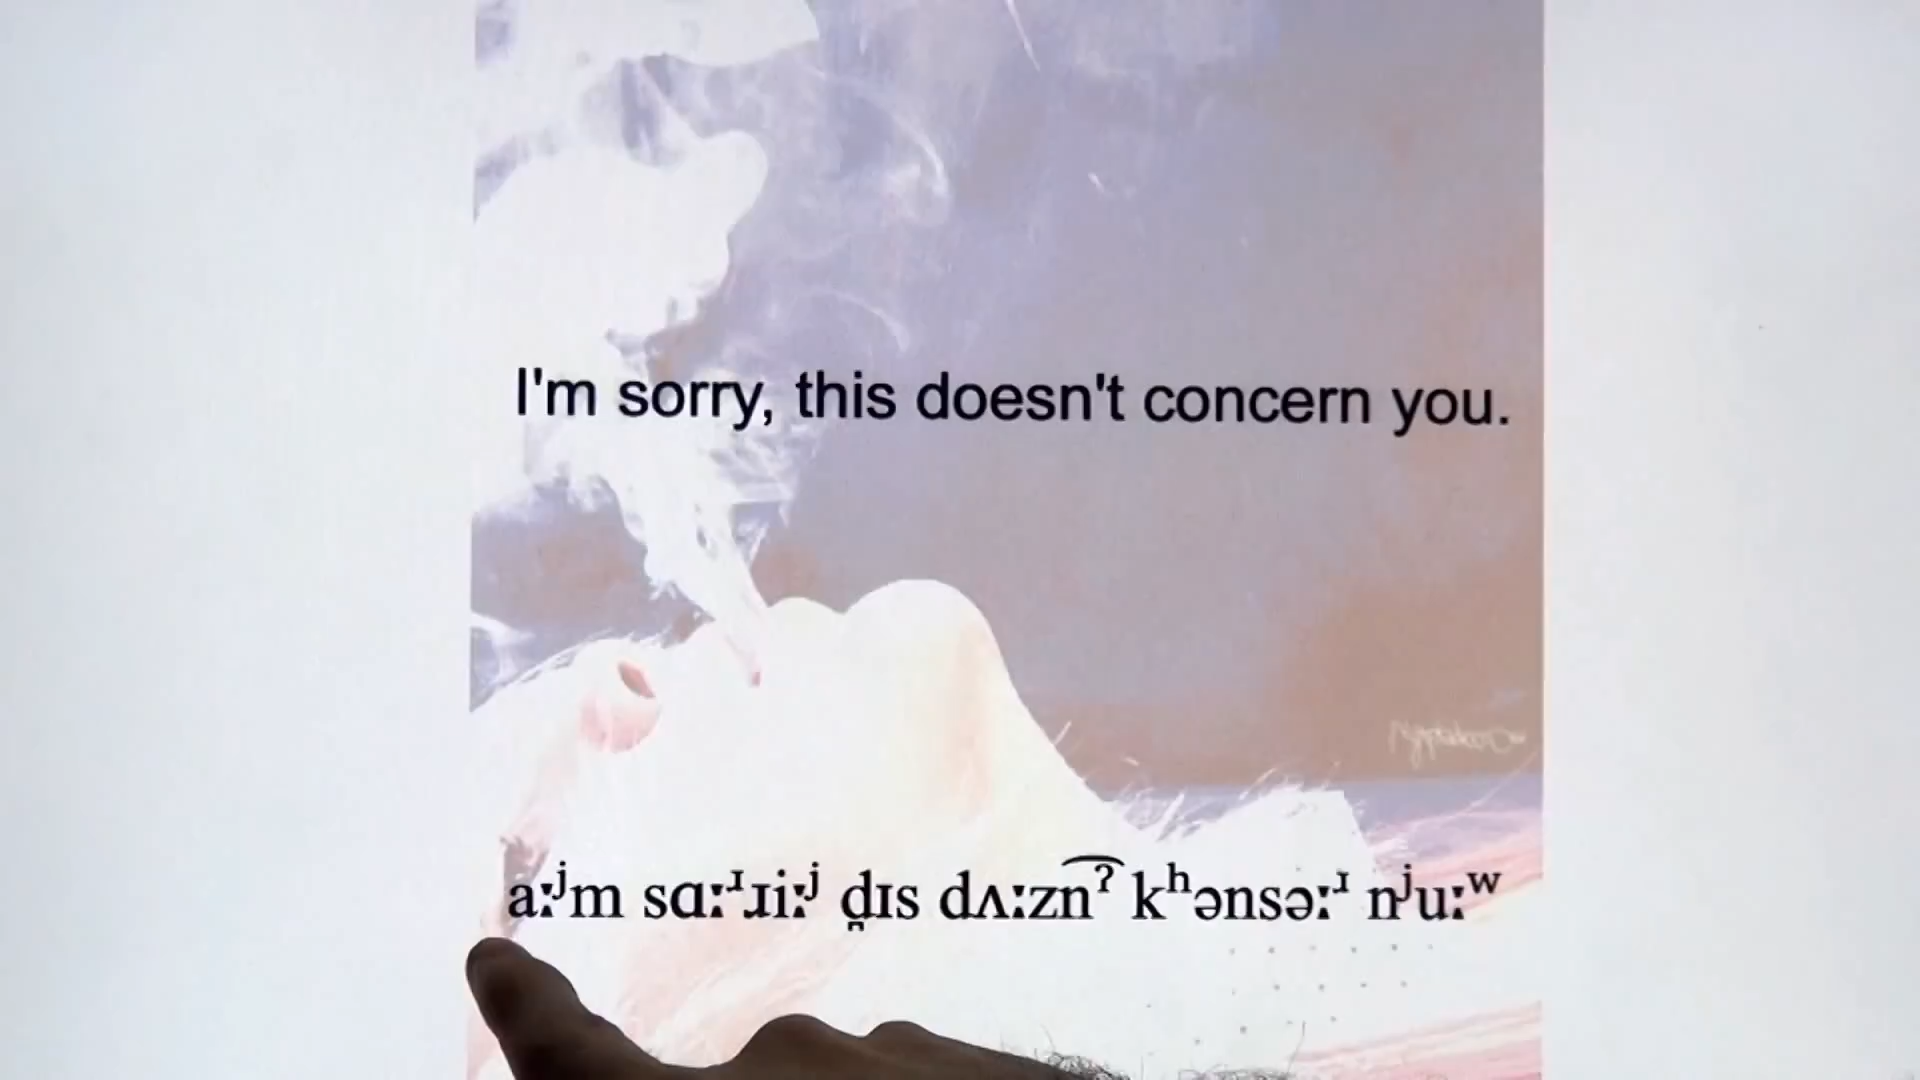 I'm sorry, this doesn't concern you.
aːʲm sɑːʴɹiːʲ d̪ɪs dʌːzn͡ˀ kʰənsəːʴ nʲuːʷ